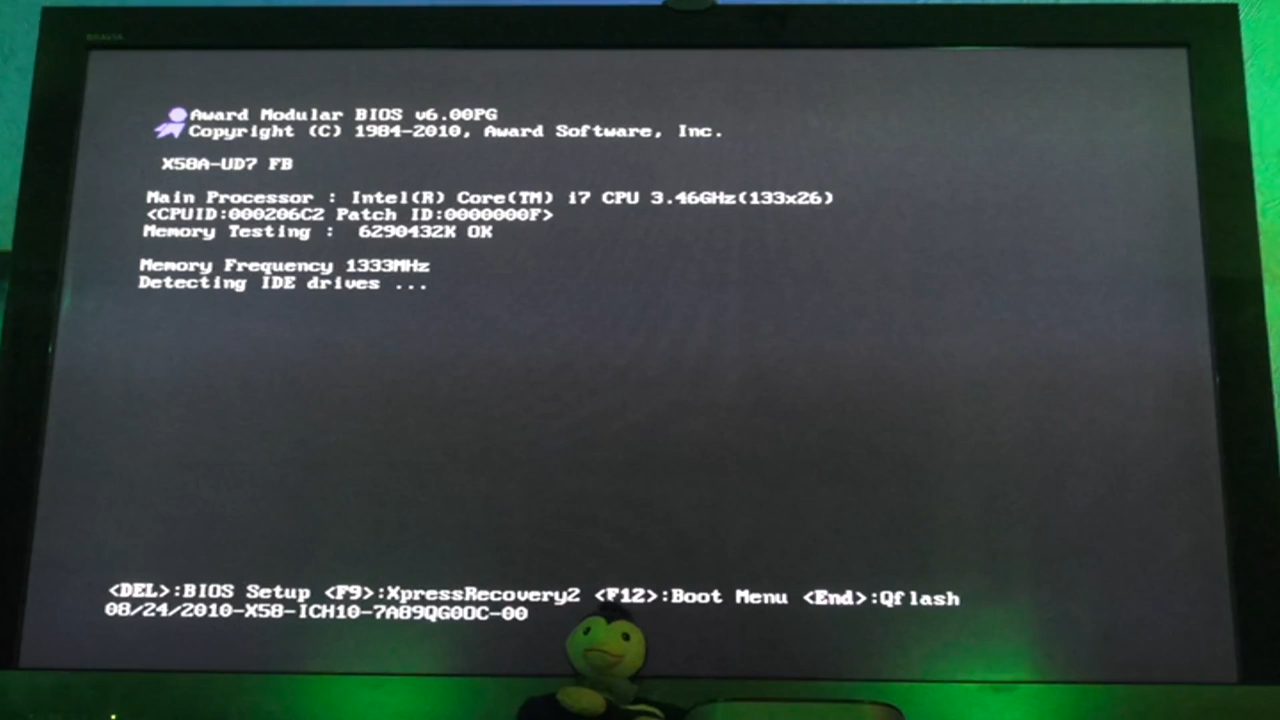 BRAVIA
Award Modular BIOS v6.00PG
Copyright (C) 1984-2010, Award Software, Inc.
X58A-UD7 FB
Main Processor : Intel(R) Core(TM) i7 CPU 3.46GHz(133x26)
<CPUID:000206C2 Patch ID:0000000F>
Memory Testing :  6290432K OK
Memory Frequency 1333MHz
Detecting IDE drives ...
<DEL>:BIOS Setup <F9>:XpressRecovery2 <F12>:Boot Menu <End>:Qflash
08/24/2010-X58-ICH10-7A89QG0OC-00